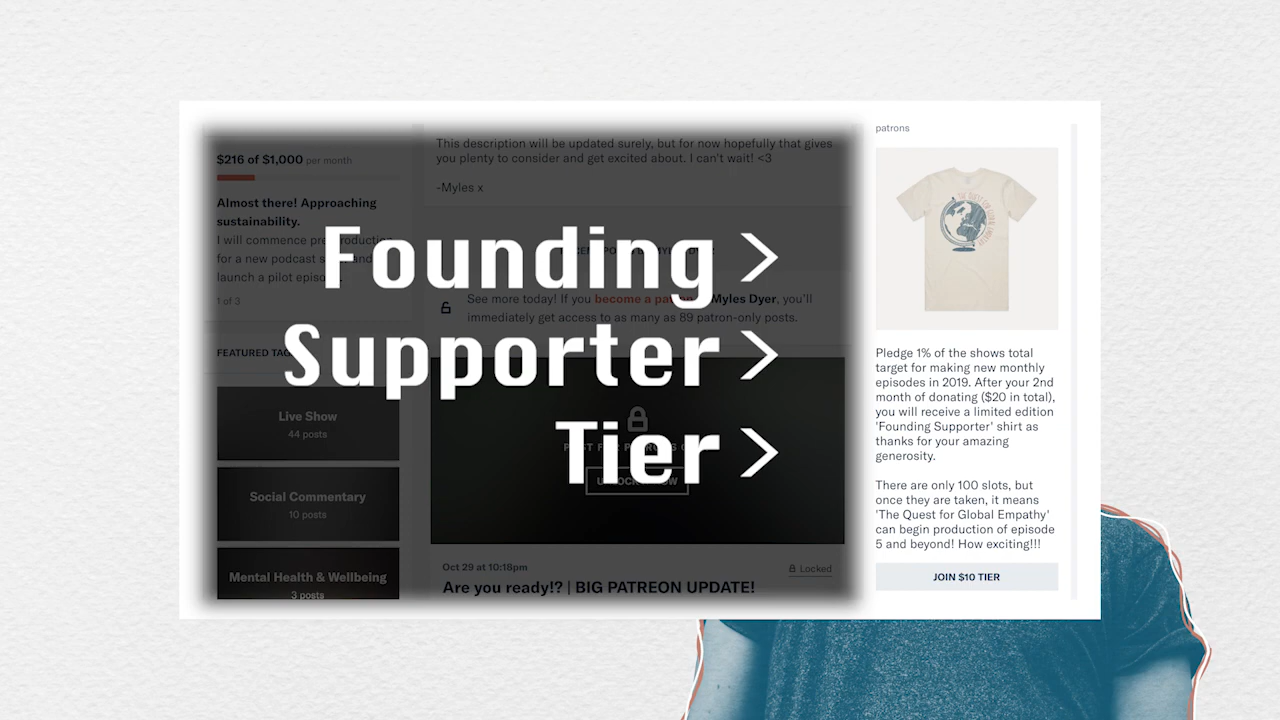 $216 of $1,000 per month
Almost there! Approaching
sustainability.
I will commence pre
for a new podcast
launch a pilot
1 of 3
FEATURED
Live Show
44 posts
Social Commentary
10 posts
Mental Health & Wellbeing
3 posts
This description will be updated surely, but for now hopefully that gives
you plenty to consider and get excited about. I can't wait! <3
-Myles x
Founding >
Supporter >
Tier >
See more today! If you become a Myles Dyer, you'll
immediately get access to as many as 89 patron-only posts.
Oct 29 at 10:18pm
Locked
Are you ready!? | BIG PATREON UPDATE!
patrons
Pledge 1% of the shows total
target for making new monthly
episodes in 2019. After your 2nd
month of donating ($20 in total),
you will receive a limited edition
'Founding Supporter' shirt as
thanks for your amazing
generosity.
There are only 100 slots, but
once they are taken, it means
'The Quest for Global Empathy'
can begin production of episode
5 and beyond! How exciting!!!
JOIN $10 TIER